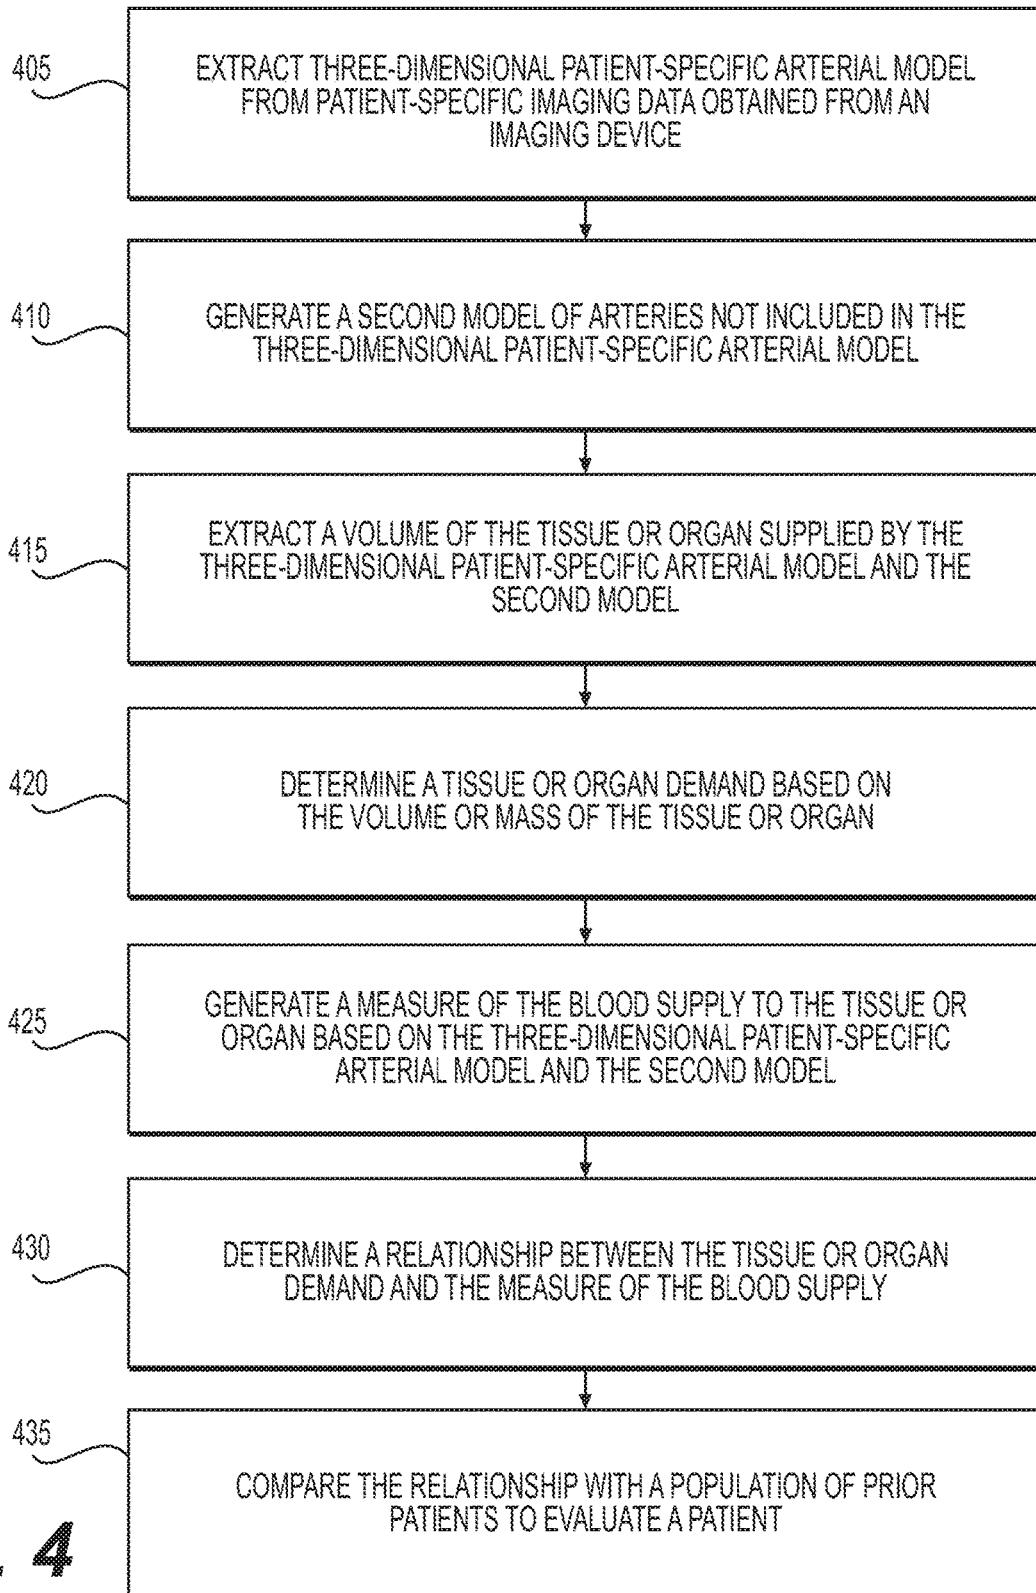 405
EXTRACT THREE-DIMENSIONAL PATIENT-SPECIFIC ARTERIAL MODEL
FROM PATIENT-SPECIFIC IMAGING DATA OBTAINED FROM AN
IMAGING DEVICE
410
GENERATE A SECOND MODEL OF ARTERIES NOT INCLUDED IN THE
THREE-DIMENSIONAL PATIENT-SPECIFIC ARTERIAL MODEL
415
EXTRACT A VOLUME OF THE TISSUE OR ORGAN SUPPLIED BY THE
THREE-DIMENSIONAL PATIENT-SPECIFIC ARTERIAL MODEL AND THE
SECOND MODEL
420
DETERMINE A TISSUE OR ORGAN DEMAND BASED ON
THE VOLUME OR MASS OF THE TISSUE OR ORGAN
425
GENERATE A MEASURE OF THE BLOOD SUPPLY TO THE TISSUE OR
ORGAN BASED ON THE THREE-DIMENSIONAL PATIENT-SPECIFIC
ARTERIAL MODEL AND THE SECOND MODEL
430
DETERMINE A RELATIONSHIP BETWEEN THE TISSUE OR ORGAN
DEMAND AND THE MEASURE OF THE BLOOD SUPPLY
435
COMPARE THE RELATIONSHIP WITH A POPULATION OF PRIOR
PATIENTS TO EVALUATE A PATIENT
. 4